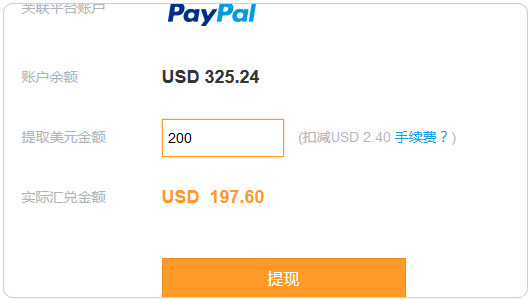 关联平台账户 PayPal
账户余额 USD 325.24
提取美元金额 200 (扣减USD 2.40 手续费？)
实际汇兑金额 USD 197.60
提现